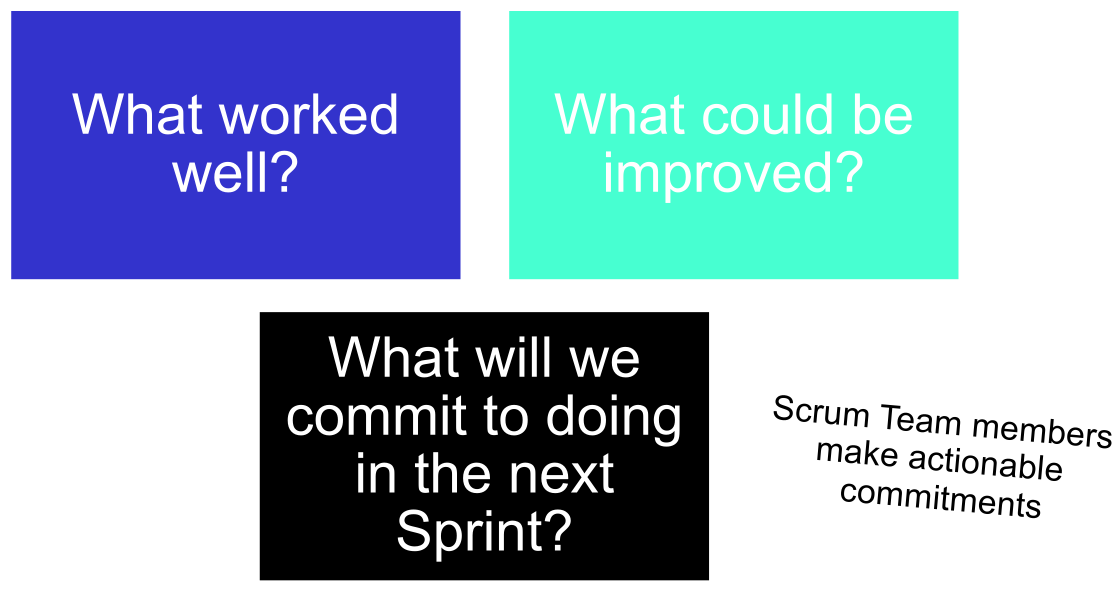 What worked
well?
What could be
improved?
What will we
commit to doing
in the next
Sprint?
Scrum Team members
make actionable
commitments